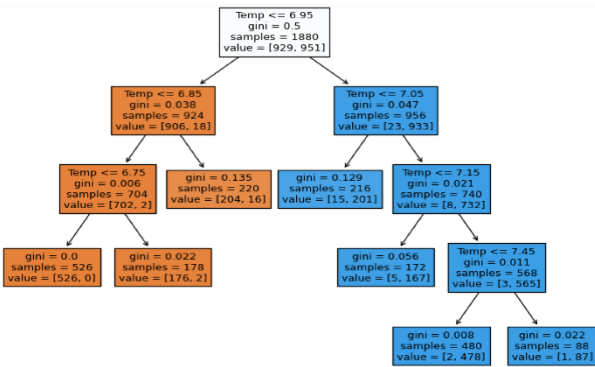 Temp <= 6.95
gini = 0.5
samples = 1880
value = [929, 951]
Temp <= 6.85
gini = 0.038
samples = 924
value = [906, 18]
Temp <= 7.05
gini = 0.047
samples = 956
value = [23, 933]
Temp <= 6.75
gini = 0.006
samples = 704
value = [702, 2]
gini = 0.135
samples = 220
value = [204, 16]
gini = 0.129
samples = 216
value = [15, 201]
Temp <= 7.15
gini = 0.021
samples = 740
value = [8, 732]
gini = 0.0
samples = 526
value = [526, 0]
gini = 0.022
samples = 178
value = [176, 2]
gini = 0.056
samples = 172
value = [5, 167]
Temp <= 7.45
gini = 0.011
samples = 568
value = [3, 565]
gini = 0.008
samples = 480
value = [2, 478]
gini = 0.022
samples = 88
value = [1, 87]